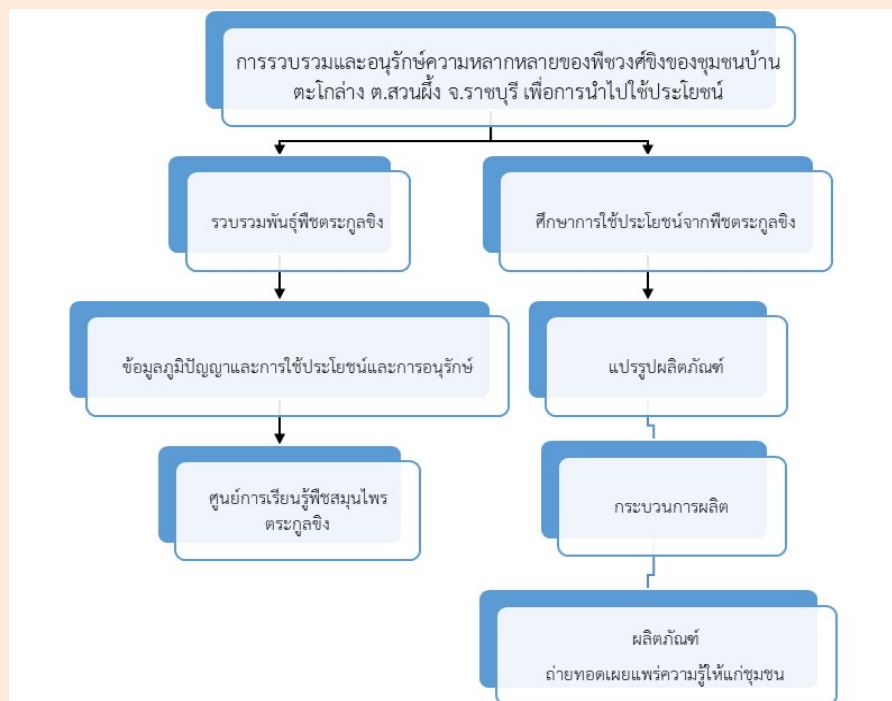 การรวบรวมและอนุรักษ์ความหลากหลายของพืชวงศ์ขิงของชุมชนบ้าน
ตะโกล่าง ต.สวนผึ้ง จ.ราชบุรี เพื่อการนำไปใช้ประโยชน์
รวบรวมพันธุ์พืชตระกูลขิง
ศึกษาการใช้ประโยชน์จากพืชตระกูลขิง
ข้อมูลภูมิปัญญาและการใช้ประโยชน์และการอนุรักษ์
แปรรูปผลิตภัณฑ์
ศูนย์การเรียนรู้พืชสมุนไพร
ตระกูลขิง
กระบวนการผลิต
ผลิตภัณฑ์
ถ่ายทอดเผยแพร่ความรู้ให้แก่ชุมชน